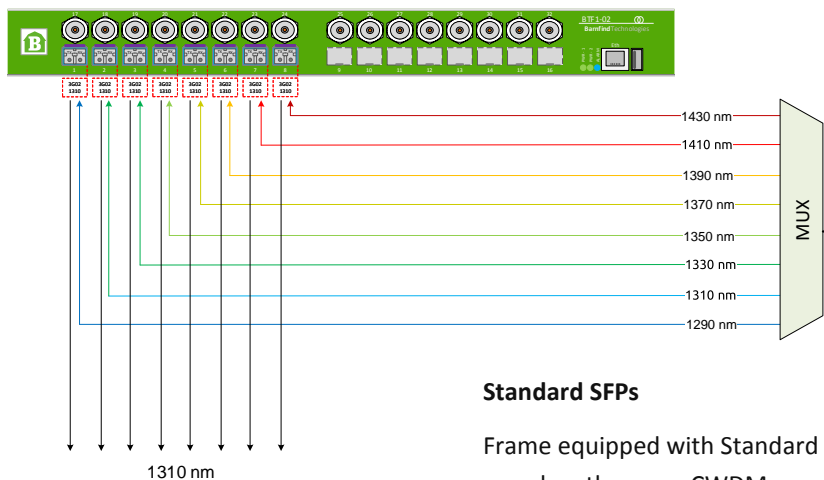 17 18 19 20 21 22 23 24 25 26 27 28 29 30 31 32
BTF1-02
BarnfindTechnologies
B
1 2 3 4 5 6 7 8 9 10 11 12 13 14 15 16
3G02 3G02 3G02 3G02 3G02 3G02 3G02 3G02
1310 1310 1310 1310 1310 1310 1310 1310
1430 nm
1410 nm
1390 nm
1370 nm
1350 nm
1330 nm
1310 nm
1290 nm
MUX
Standard SFPs
Frame equipped with Standard
1310 nm